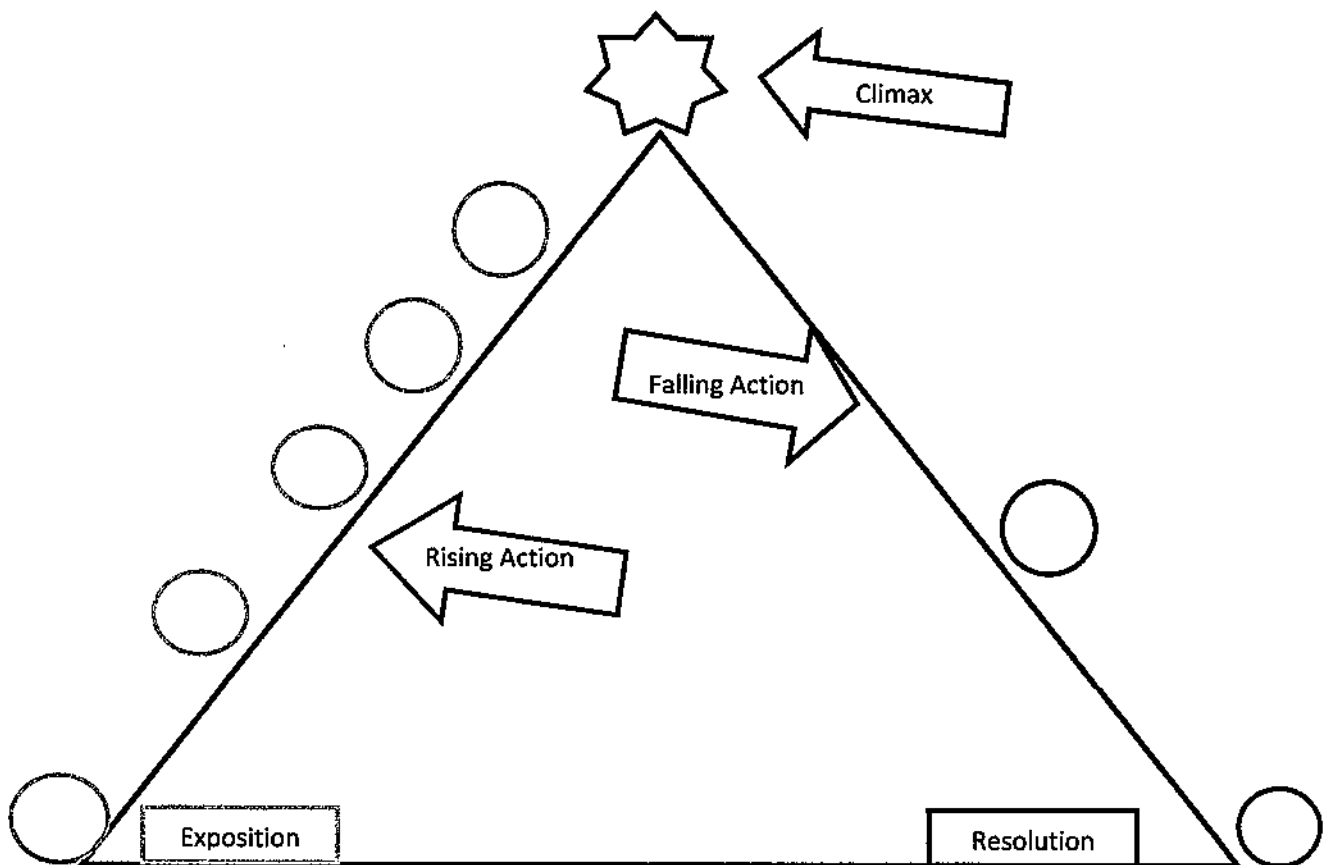 Climax
Falling Action
Rising Action
Exposition
Resolution